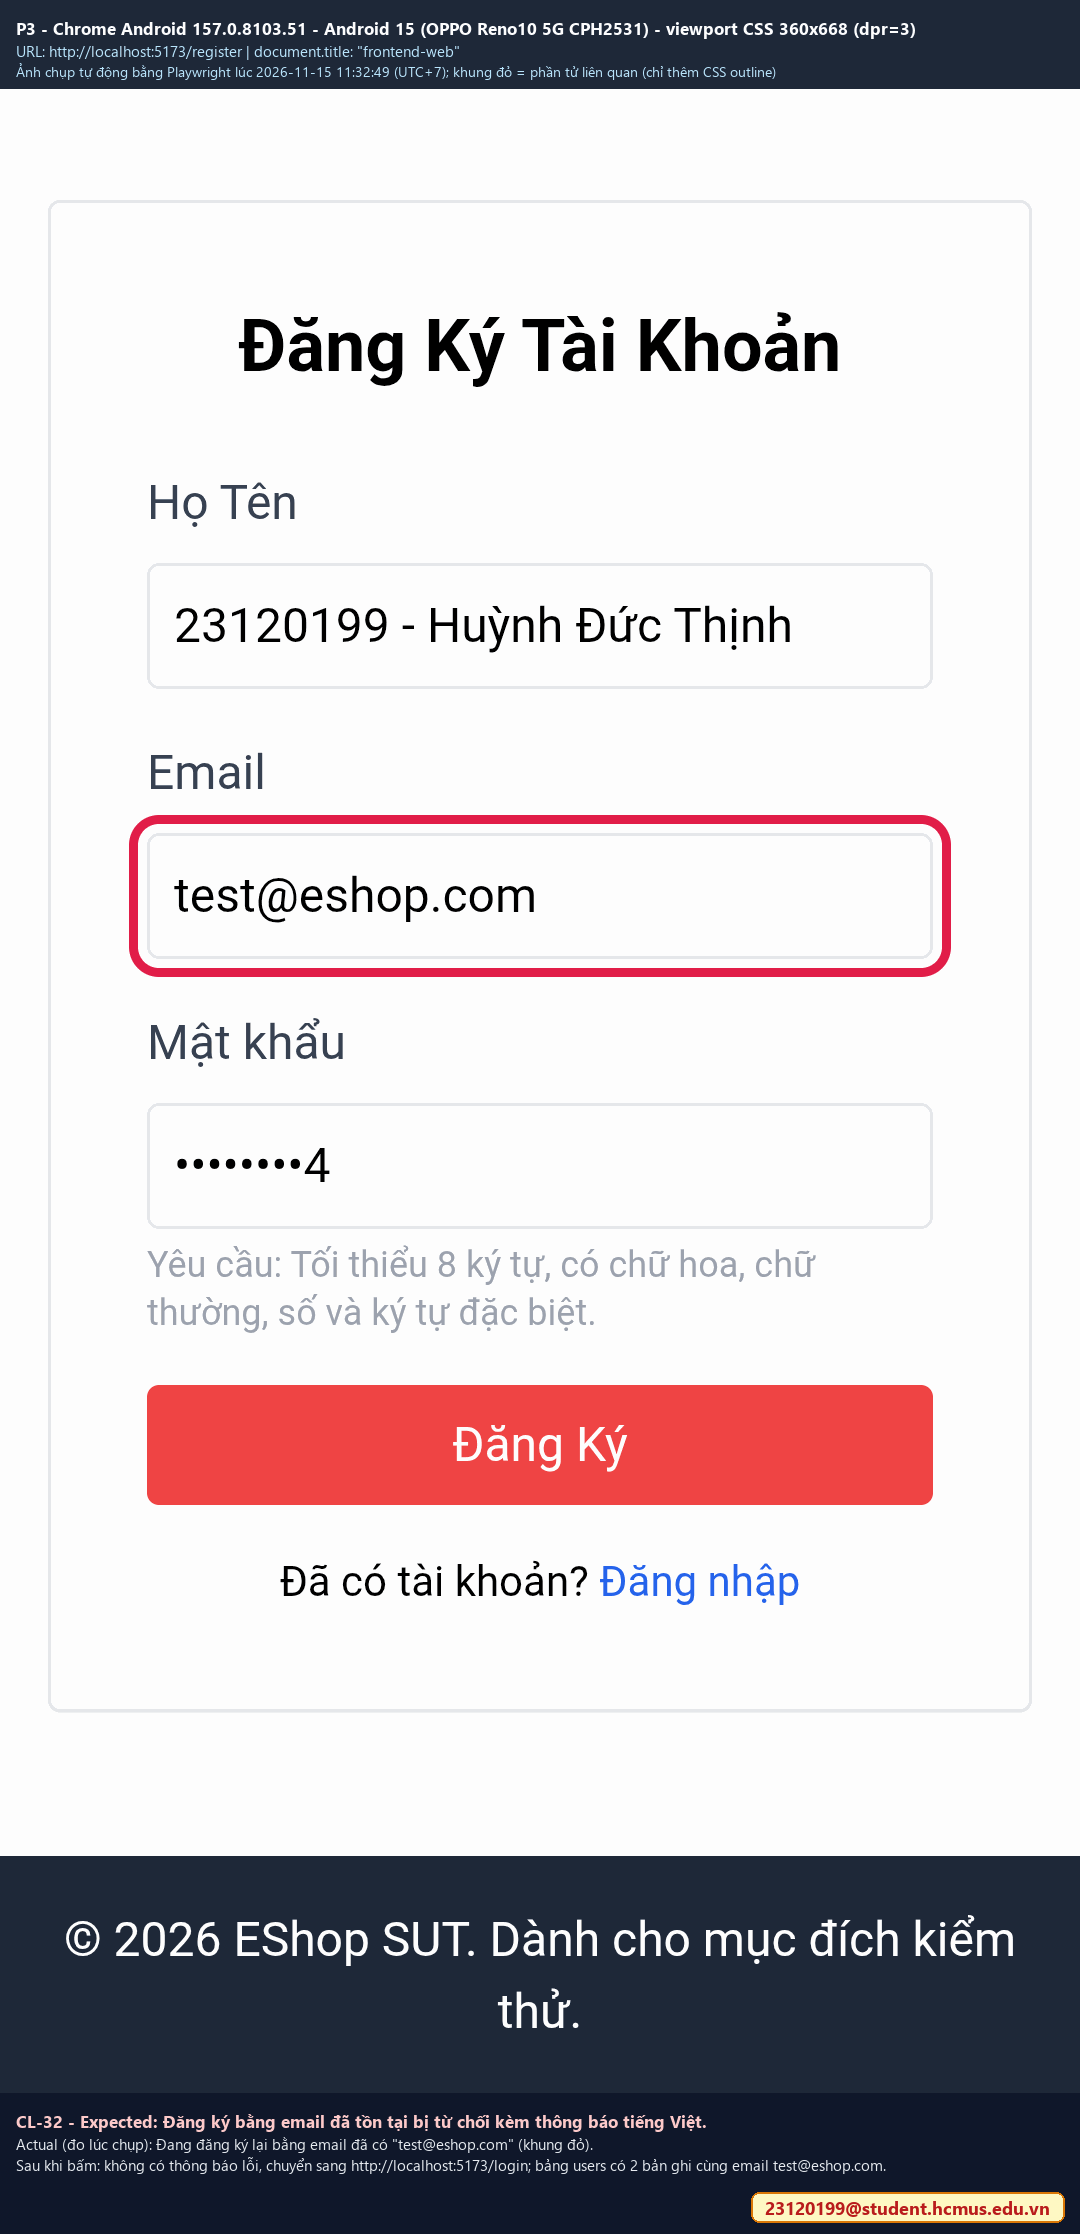 P3 - Chrome Android 157.0.8103.51 - Android 15 (OPPO Reno10 5G CPH2531) - viewport CSS 360x668 (dpr=3)
URL: http://localhost:5173/register | document.title: "frontend-web"
Ảnh chụp tự động bằng Playwright lúc 2026-11-15 11:32:49 (UTC+7); khung đỏ = phần tử liên quan (chỉ thêm CSS outline)
Đăng Ký Tài Khoản
Họ Tên
23120199 - Huỳnh Đức Thịnh
Email
test@eshop.com
Mật khẩu
••••••••4
Yêu cầu: Tối thiểu 8 ký tự, có chữ hoa, chữ
thường, số và ký tự đặc biệt.
Đăng Ký
Đã có tài khoản? Đăng nhập
© 2026 EShop SUT. Dành cho mục đích kiểm
thử.
CL-32 - Expected: Đăng ký bằng email đã tồn tại bị từ chối kèm thông báo tiếng Việt.
Actual (đo lúc chụp): Đang đăng ký lại bằng email đã có "test@eshop.com" (khung đỏ).
Sau khi bấm: không có thông báo lỗi, chuyển sang http://localhost:5173/login; bảng users có 2 bản ghi cùng email test@eshop.com.
23120199@student.hcmus.edu.vn